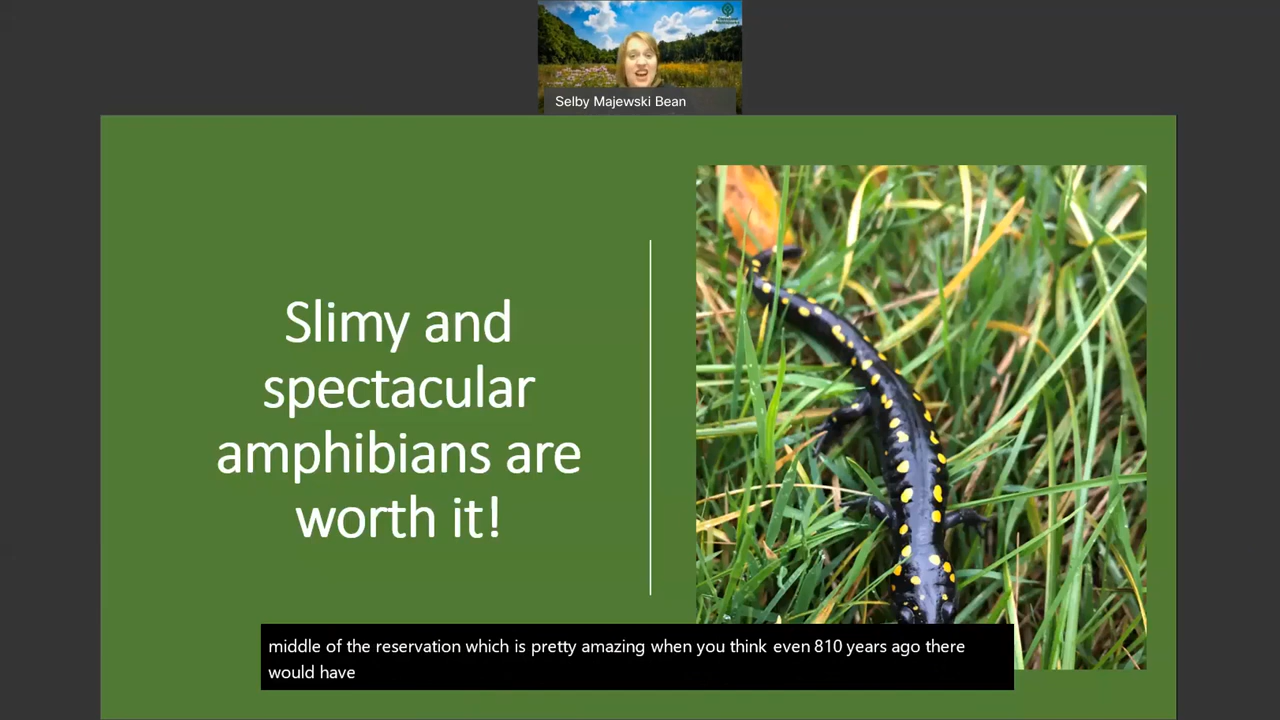 Selby Majewski Bean
Slimy and
spectacular
amphibians are
worth it!
middle of the reservation which is pretty amazing when you think even 810 years ago there
would have